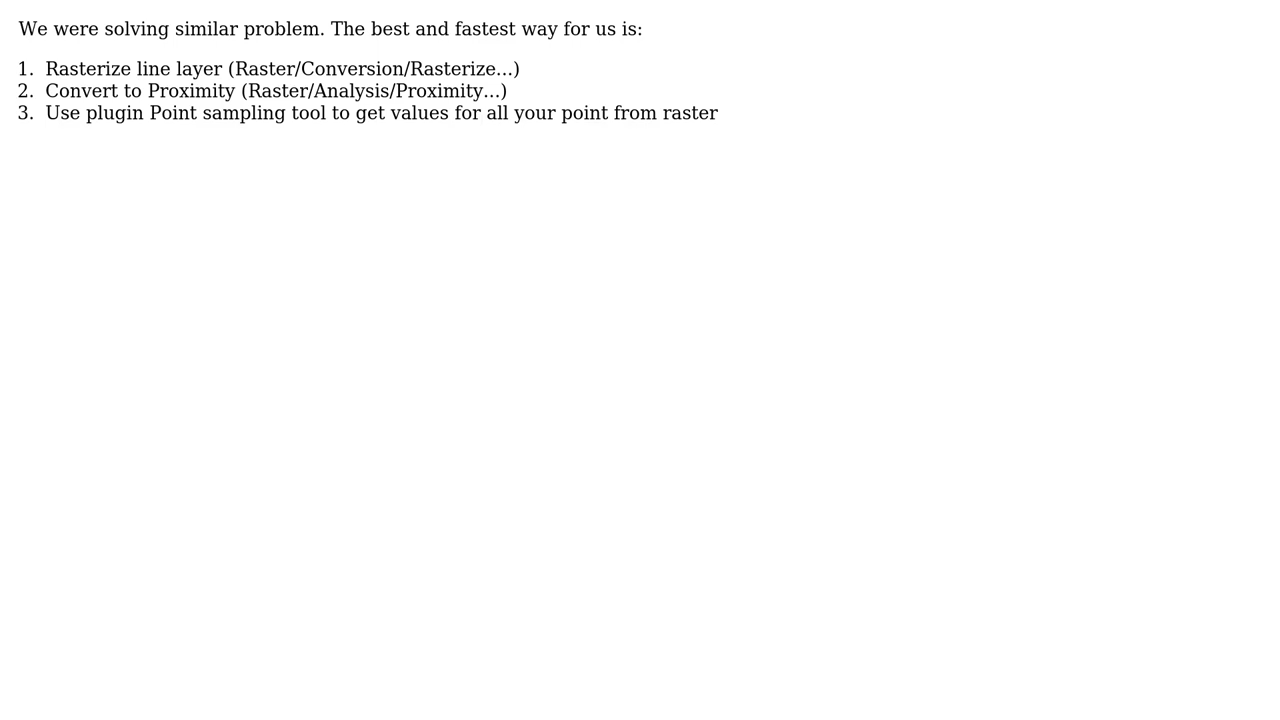 We were solving similar problem. The best and fastest way for us is:
1. Rasterize line layer (Raster/Conversion/Rasterize...)
2. Convert to Proximity (Raster/Analysis/Proximity...)
3. Use plugin Point sampling tool to get values for all your point from raster